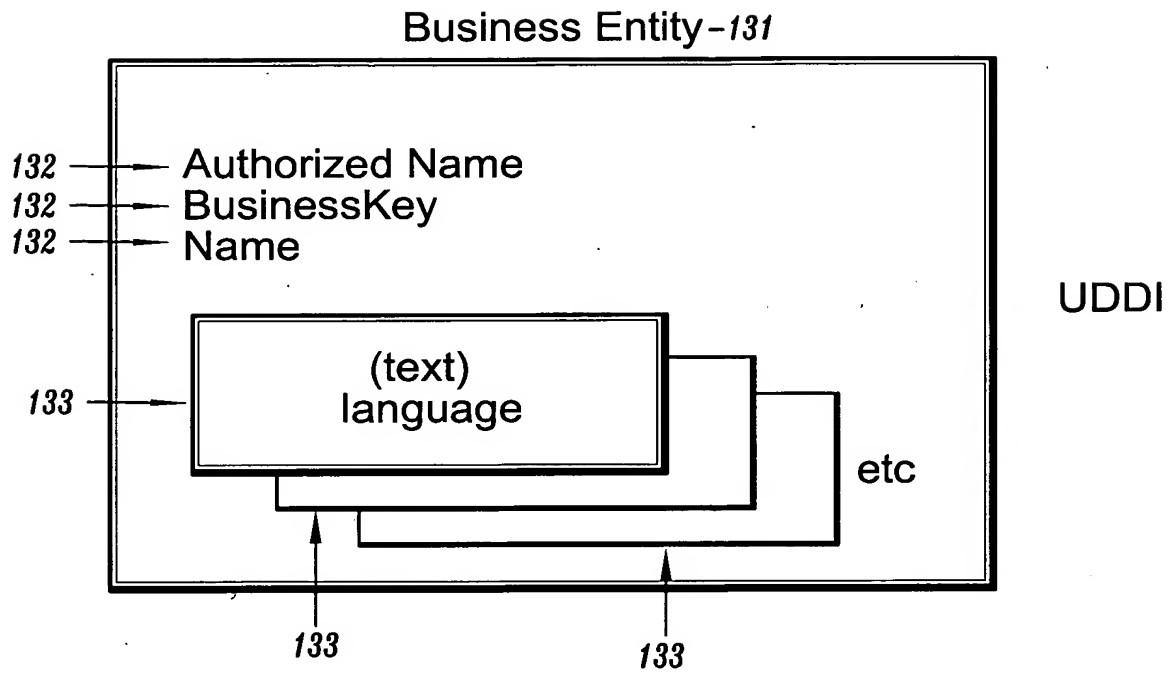 Business Entity-131
132 Authorized Name
132 BusinessKey
132 Name
UDDI
(text)
133 language
etc
133 133